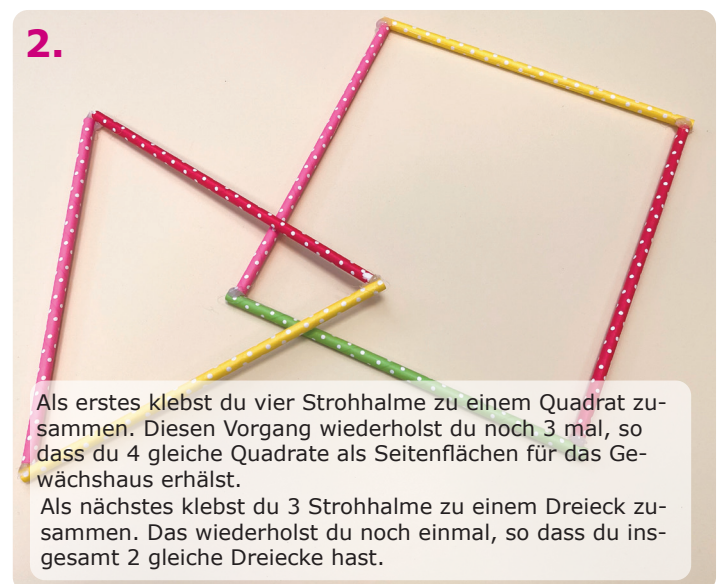 2.
Als erstes klebst du vier Strohhalme zu einem Quadrat zu-
sammen. Diesen Vorgang wiederholst du noch 3 mal, so
dass du 4 gleiche Quadrate als Seitenflächen für das Ge-
wächshaus erhälst.
Als nächstes klebst du 3 Strohhalme zu einem Dreieck zu-
sammen. Das wiederholst du noch einmal, so dass du ins-
gesamt 2 gleiche Dreiecke hast.